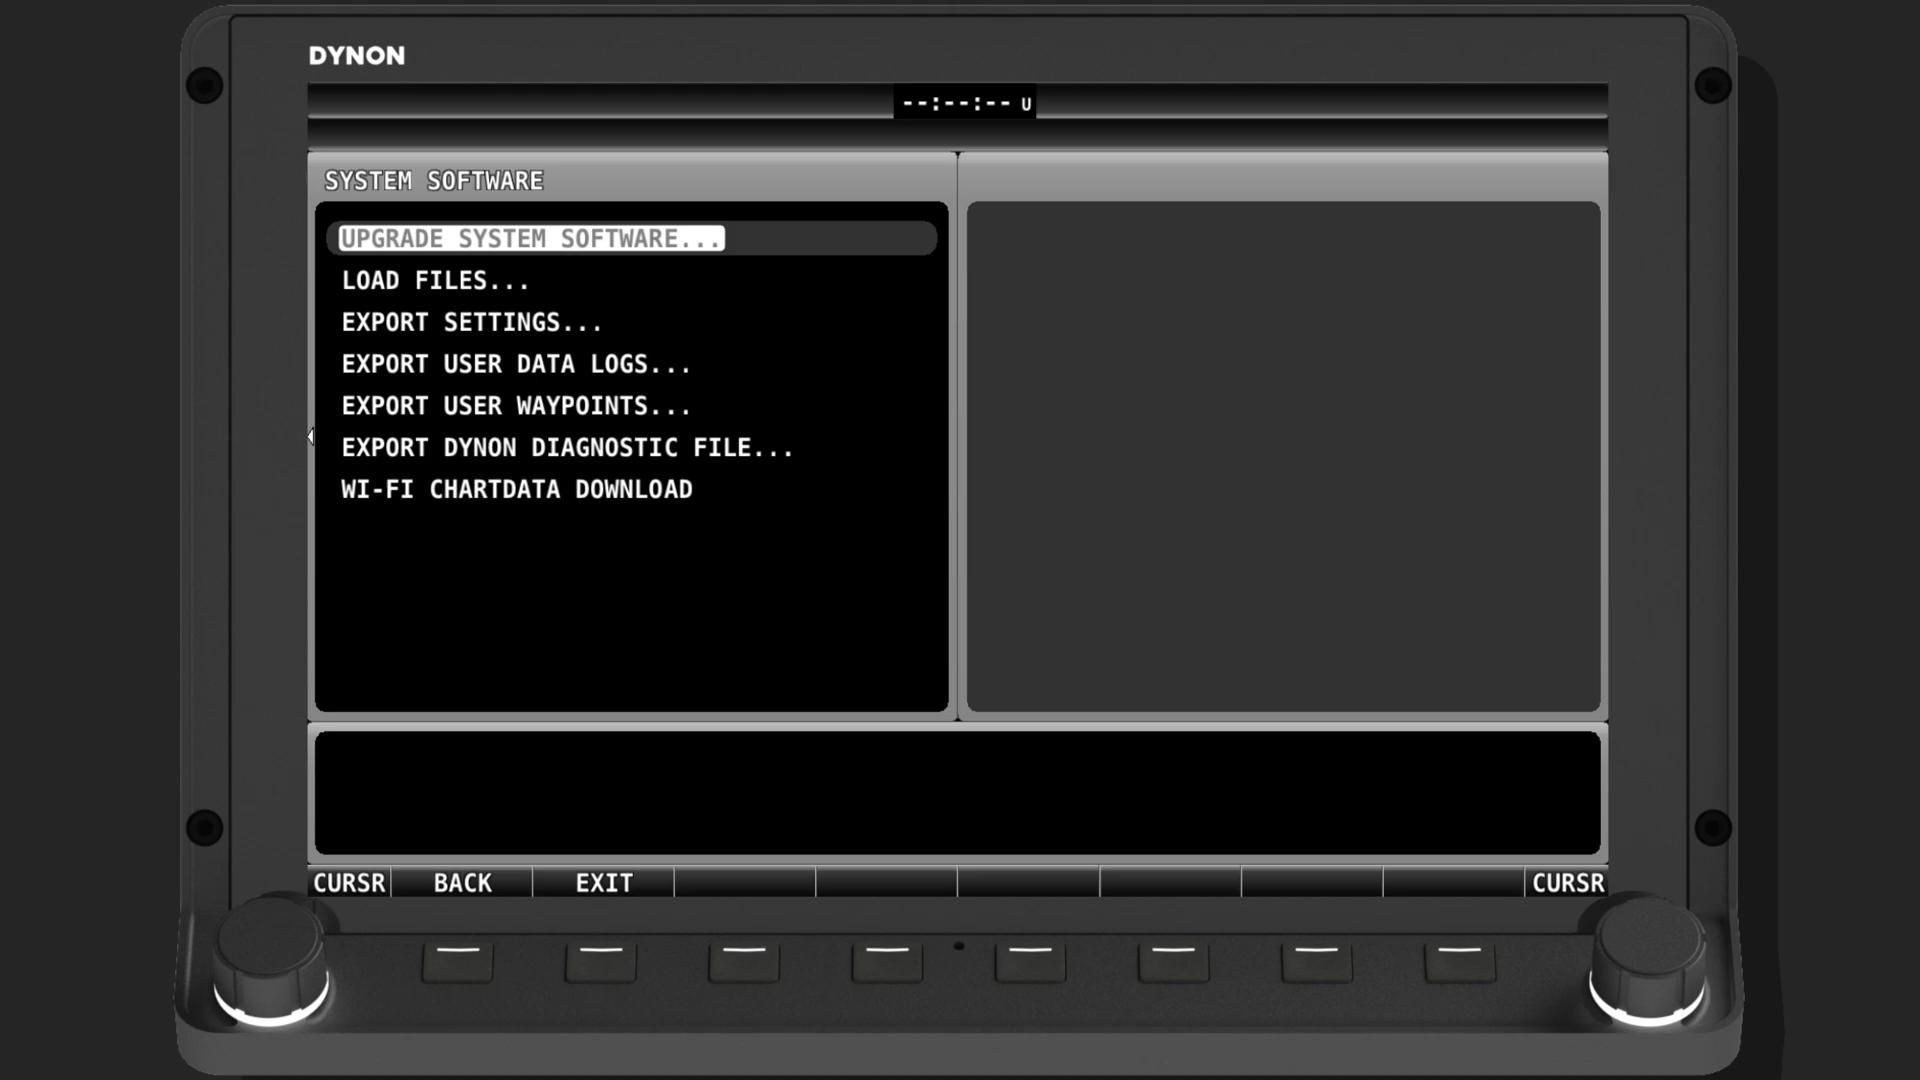 DYNON
--:--:-- U
SYSTEM SOFTWARE
UPGRADE SYSTEM SOFTWARE...
LOAD FILES...
EXPORT SETTINGS...
EXPORT USER DATA LOGS...
EXPORT USER WAYPOINTS...
EXPORT DYNON DIAGNOSTIC FILE...
WI-FI CHARTDATA DOWNLOAD
CURSR BACK EXIT CURSR